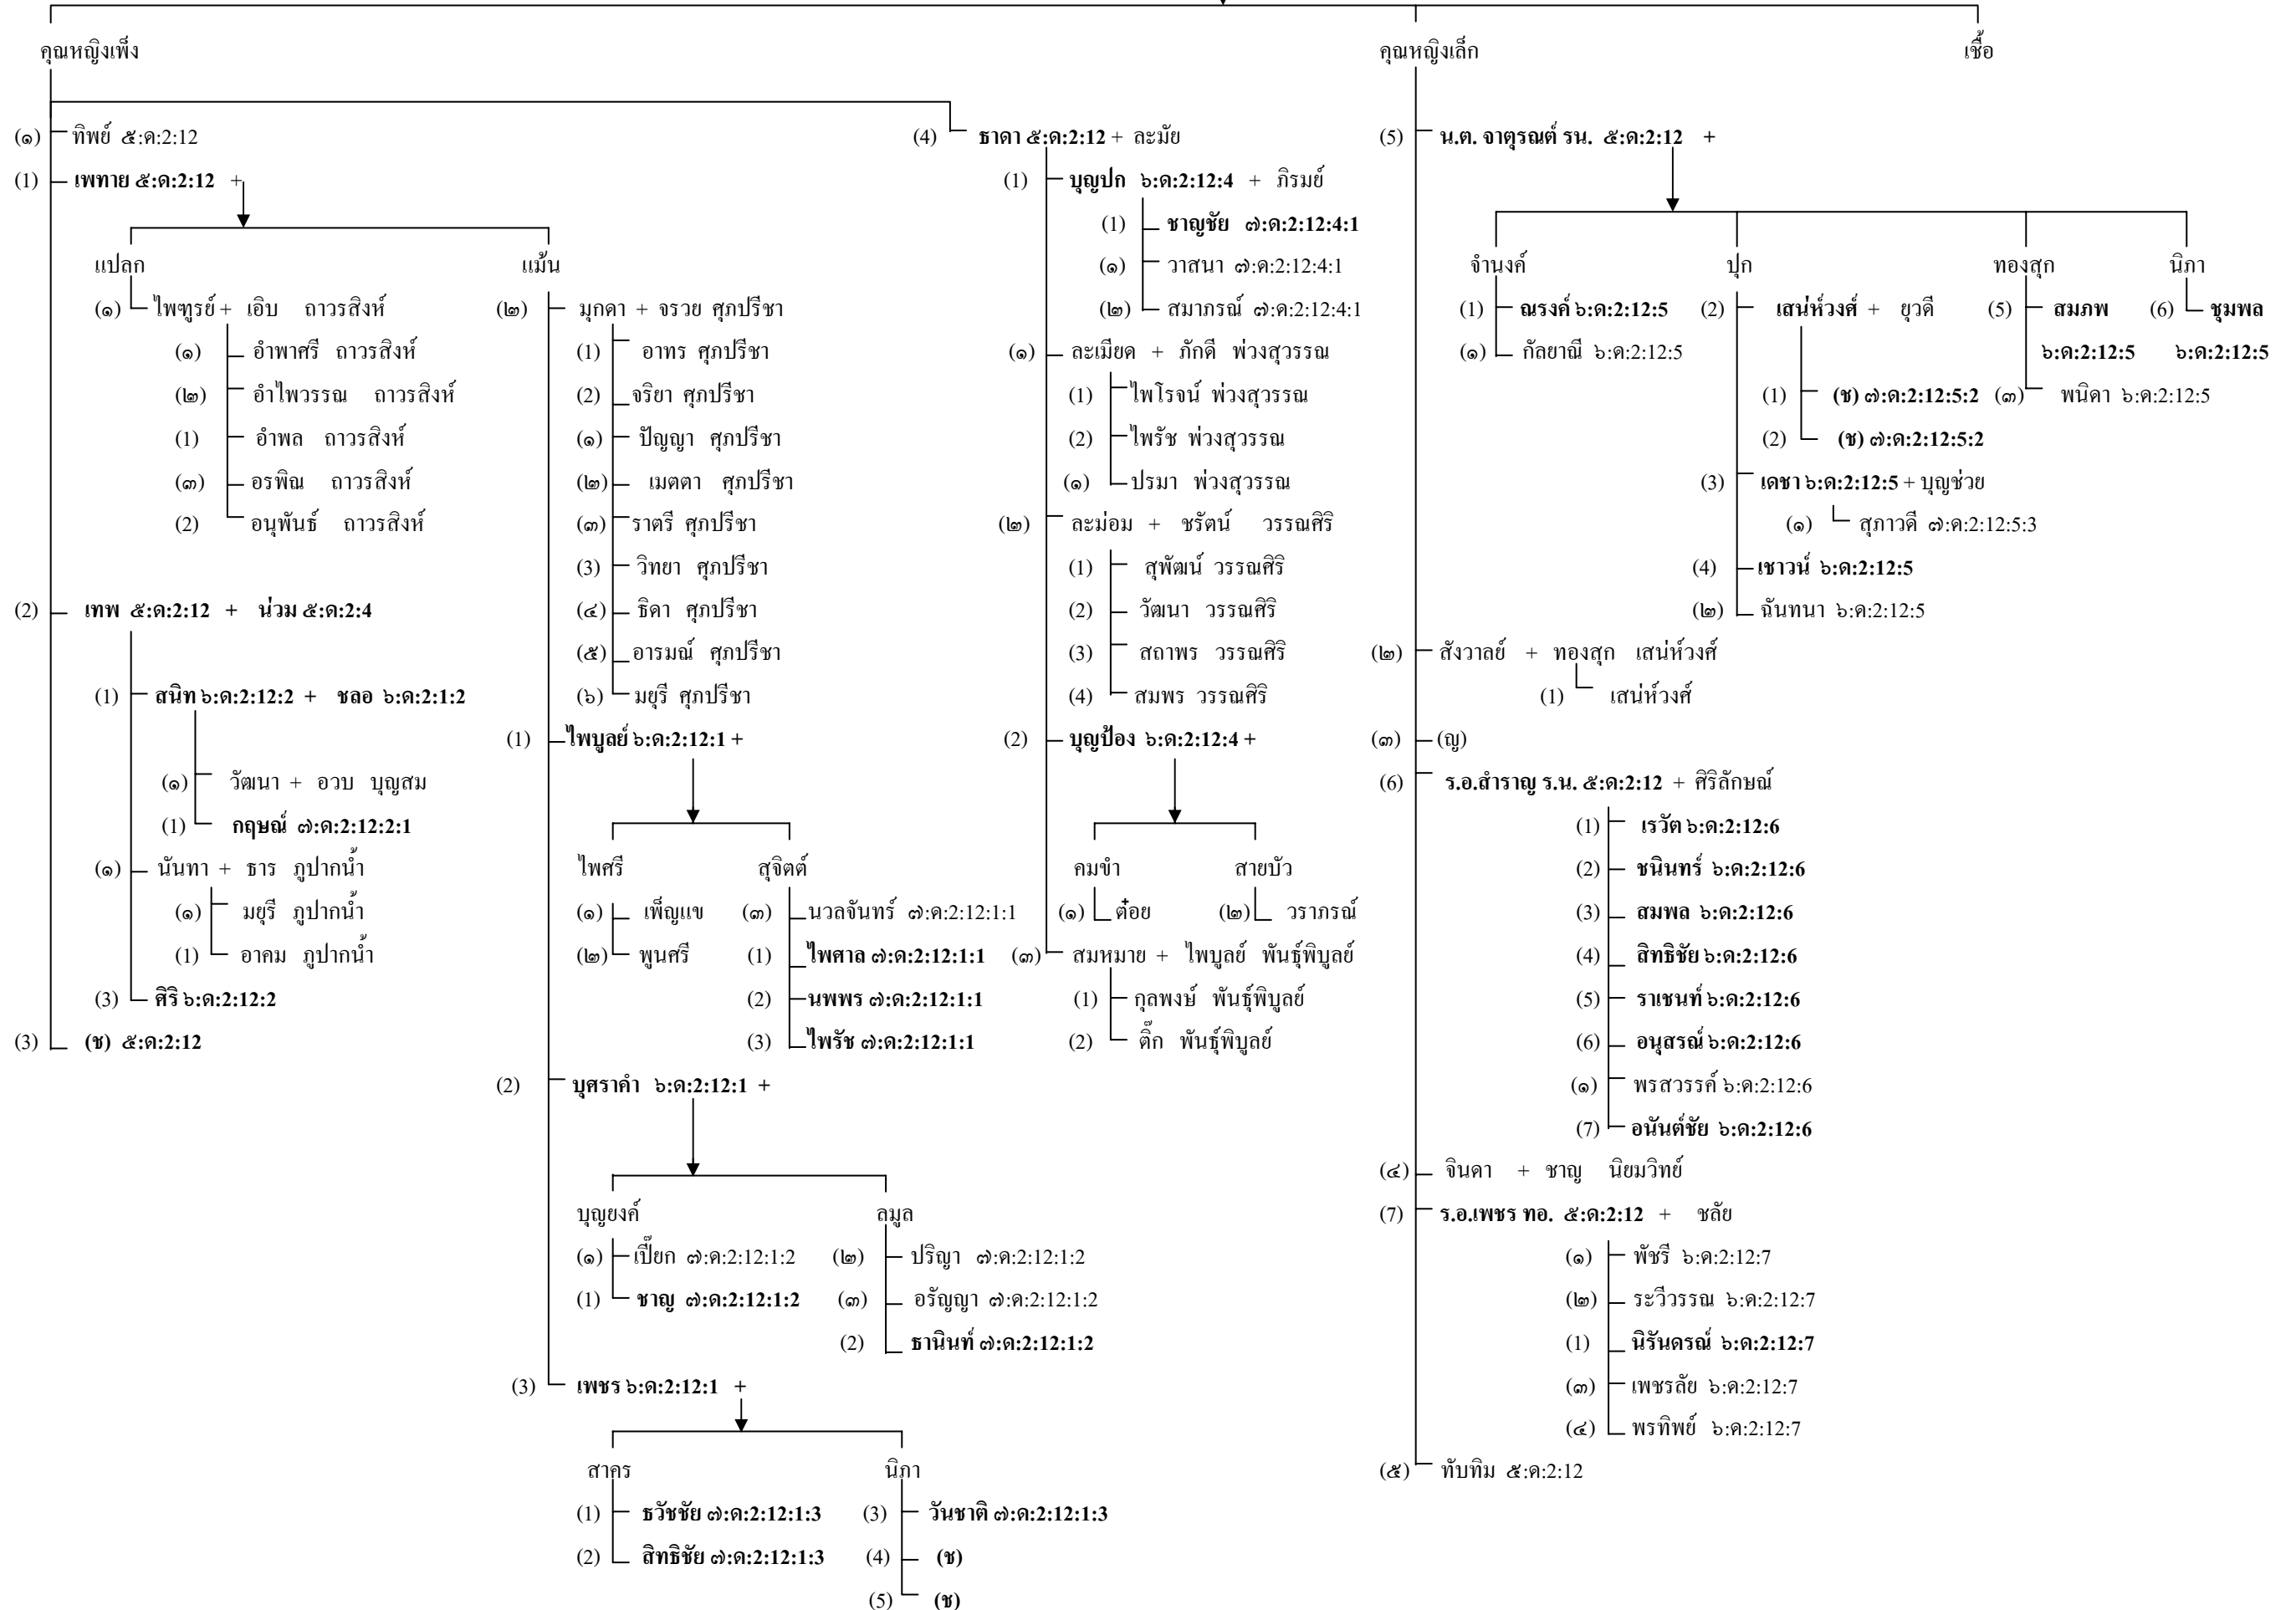 คุณหญิงเพ็ง
คุณหญิงเล็ก
เชื้อ
(๑) ทิพย์ ๕:ด:2:12
(1) เพทาย ๕:ด:2:12 +
แปลก
(๑) ไพฑูรย์ + เอิบ ถาวรสิงห์
(๑) อำพาศรี ถาวรสิงห์
(๒) อำไพวรรณ ถาวรสิงห์
(1) อำพล ถาวรสิงห์
(๓) อรพิณ ถาวรสิงห์
(2) อนุพันธ์ ถาวรสิงห์
แม้น
(๒) มุกดา + จรวย ศุภปรีชา
(1) อาทร ศุภปรีชา
(2) จริยา ศุภปรีชา
(๑) ปัญญา ศุภปรีชา
(๒) เมตตา ศุภปรีชา
(๓) ราตรี ศุภปรีชา
(3) วิทยา ศุภปรีชา
(๔) ธิดา ศุภปรีชา
(๕) อารมณ์ ศุภปรีชา
(๖) มยุรี ศุภปรีชา
(1) ไพบูลย์ ๖:ด:2:12:1 +
ไพศรี
(๑) เพ็ญแข
(๒) พูนศรี
สุจิตต์
(๓) นวลจันทร์ ๗:ด:2:12:1:1
(1) ไพศาล ๗:ด:2:12:1:1
(2) นพพร ๗:ด:2:12:1:1
(3) ไพรัช ๗:ด:2:12:1:1
(2) บุศราคำ ๖:ด:2:12:1 +
บุญยงค์
(๑) เปี๊ยก ๗:ด:2:12:1:2
(1) ชาญ ๗:ด:2:12:1:2
ลมูล
(๒) ปริญา ๗:ด:2:12:1:2
(๓) อรัญญา ๗:ด:2:12:1:2
(2) ธานินท์ ๗:ด:2:12:1:2
(3) เพชร ๖:ด:2:12:1 +
สาคร
(1) ธวัชชัย ๗:ด:2:12:1:3
(2) สิทธิชัย ๗:ด:2:12:1:3
นิภา
(3) วันชาติ ๗:ด:2:12:1:3
(4) (ช)
(5) (ช)
(2) เทพ ๕:ด:2:12 + น่วม ๕:ด:2:4
(1) สนิท ๖:ด:2:12:2 + ชลอ ๖:ด:2:1:2
(๑) วัฒนา + อวบ บุญสม
(1) กฤษณ์ ๗:ด:2:12:2:1
(๑) นันทา + ธาร ภูปากน้ำ
(๑) มยุรี ภูปากน้ำ
(1) อาคม ภูปากน้ำ
(3) ศิริ ๖:ด:2:12:2
(3) (ช) ๕:ด:2:12
(4) ธาดา ๕:ด:2:12 + ละมัย
(1) บุญปก ๖:ด:2:12:4 + ภิรมย์
(1) ชาญชัย ๗:ด:2:12:4:1
(๑) วาสนา ๗:ด:2:12:4:1
(๒) สมาภรณ์ ๗:ด:2:12:4:1
(๑) ละเมียด + ภักดี พ่วงสุวรรณ
(1) ไพโรจน์ พ่วงสุวรรณ
(2) ไพรัช พ่วงสุวรรณ
(๑) ปรมา พ่วงสุวรรณ
(๒) ละม่อม + ชรัตน์ วรรณศิริ
(1) สุพัฒน์ วรรณศิริ
(2) วัฒนา วรรณศิริ
(3) สถาพร วรรณศิริ
(4) สมพร วรรณศิริ
(2) บุญป้อง ๖:ด:2:12:4 +
คมขำ
(๑) ต๋อย
สายบัว
(๒) วราภรณ์
(๓) สมหมาย + ไพบูลย์ พันธุ์พิบูลย์
(1) กุลพงษ์ พันธุ์พิบูลย์
(2) ติ๊ก พันธุ์พิบูลย์
(5) น.ต. จาตุรณต์ รน. ๕:ด:2:12 +
จำนงค์
(1) ณรงค์ ๖:ด:2:12:5
(๑) กัลยาณี ๖:ด:2:12:5
ปุก
(2) เสน่ห์วงศ์ + ยุวดี
(1) (ช) ๗:ด:2:12:5:2
(2) (ช) ๗:ด:2:12:5:2
(3) เดชา ๖:ด:2:12:5 + บุญช่วย
(๑) สุภาวดี ๗:ด:2:12:5:3
(4) เชาวน์ ๖:ด:2:12:5
(๒) ฉันทนา ๖:ด:2:12:5
ทองสุก
(5) สมภพ
๖:ด:2:12:5
(๓) พนิดา ๖:ด:2:12:5
นิภา
(6) ชุมพล
๖:ด:2:12:5
(๒) สังวาลย์ + ทองสุก เสน่ห์วงศ์
(1) เสน่ห์วงศ์
(๓) (ญ)
(6) ร.อ.สำราญ ร.น. ๕:ด:2:12 + ศิริลักษณ์
(1) เรวัต ๖:ด:2:12:6
(2) ชนินทร์ ๖:ด:2:12:6
(3) สมพล ๖:ด:2:12:6
(4) สิทธิชัย ๖:ด:2:12:6
(5) ราเชนท์ ๖:ด:2:12:6
(6) อนุสรณ์ ๖:ด:2:12:6
(๑) พรสวรรค์ ๖:ด:2:12:6
(7) อนันต์ชัย ๖:ด:2:12:6
(๔) จินดา + ชาญ นิยมวิทย์
(7) ร.อ.เพชร ทอ. ๕:ด:2:12 + ชลัย
(๑) พัชรี ๖:ด:2:12:7
(๒) ระวีวรรณ ๖:ด:2:12:7
(1) นิรันดรณ์ ๖:ด:2:12:7
(๓) เพชรลัย ๖:ด:2:12:7
(๔) พรทิพย์ ๖:ด:2:12:7
(๕) ทับทิม ๕:ด:2:12